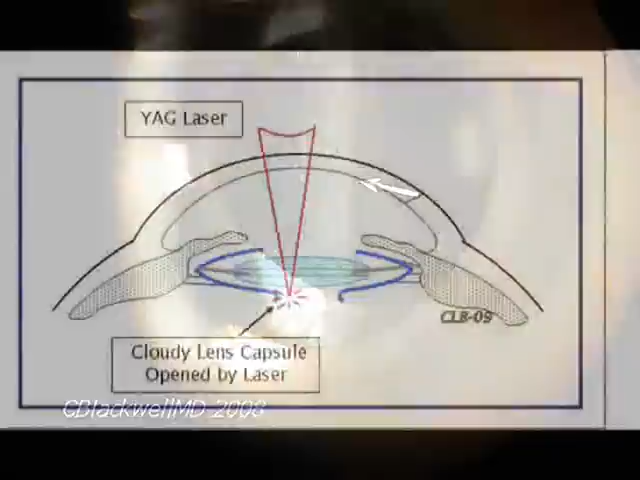 YAG Laser
CLB-09
Cloudy Lens Capsule
Opened by Laser
CBlackwellMD 2008